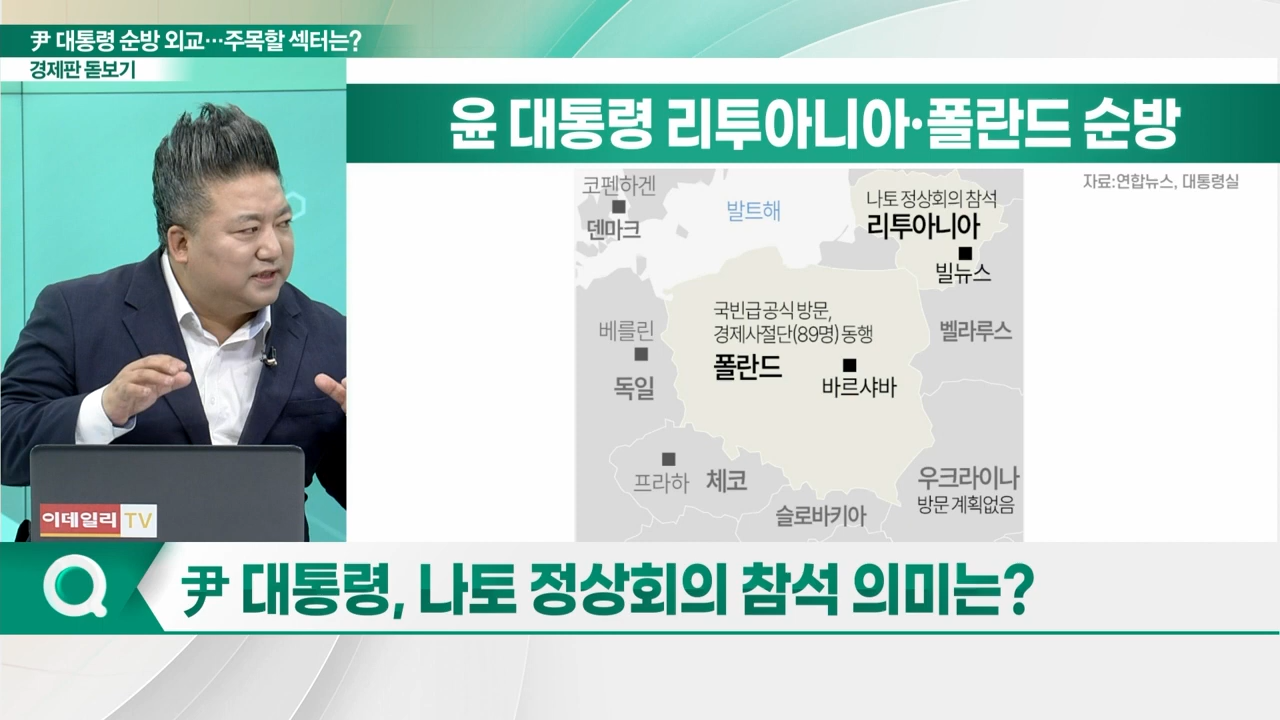 尹 대통령 순방 외교…주목할 섹터는?
경제판 돋보기
윤 대통령 리투아니아·폴란드 순방
자료:연합뉴스, 대통령실
코펜하겐
덴마크
발트해
나토 정상회의 참석
리투아니아
빌뉴스
국빈급 공식 방문,
경제사절단(89명) 동행
폴란드
바르샤바
베를린
독일
벨라루스
프라하
체코
슬로바키아
우크라이나
방문 계획없음
이데일리 TV
Q
尹 대통령, 나토 정상회의 참석 의미는?